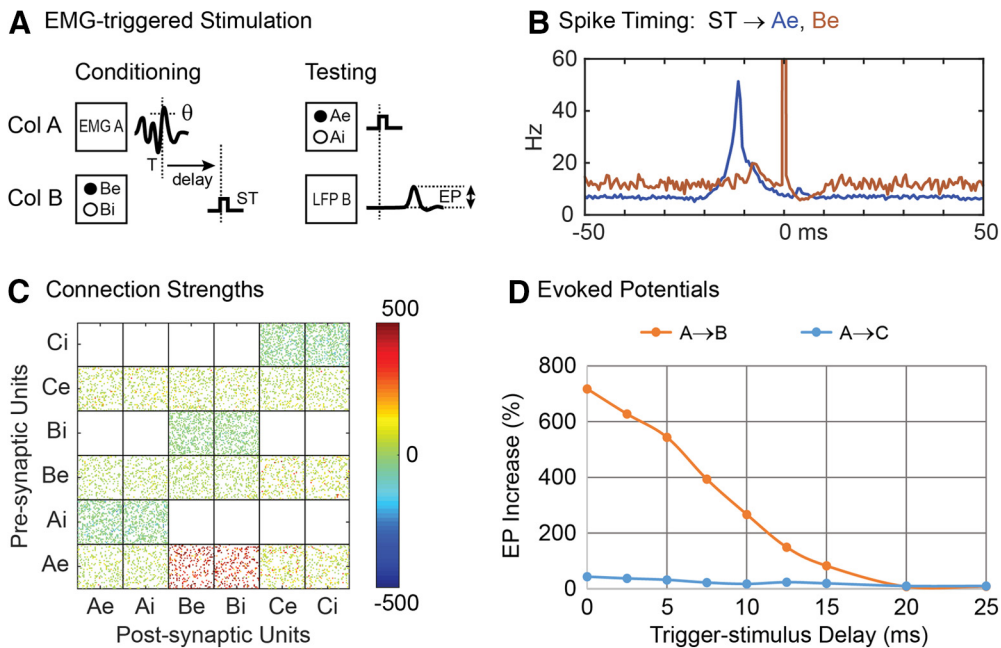 A EMG-triggered Stimulation
Conditioning
Testing
Col A
EMG A
θ
T
delay
Ae
Ai
Col B
Be
Bi
ST
LFP B
EP
B Spike Timing: ST → Ae, Be
60
40
20
0
Hz
-50
0 ms
50
C Connection Strengths
Pre-synaptic Units
Ci
Ce
Bi
Be
Ai
Ae
Ae Ai Be Bi Ce Ci
Post-synaptic Units
500
0
-500
D Evoked Potentials
A→B
A→C
EP Increase (%)
800
600
400
200
0
0 5 10 15 20 25
Trigger-stimulus Delay (ms)